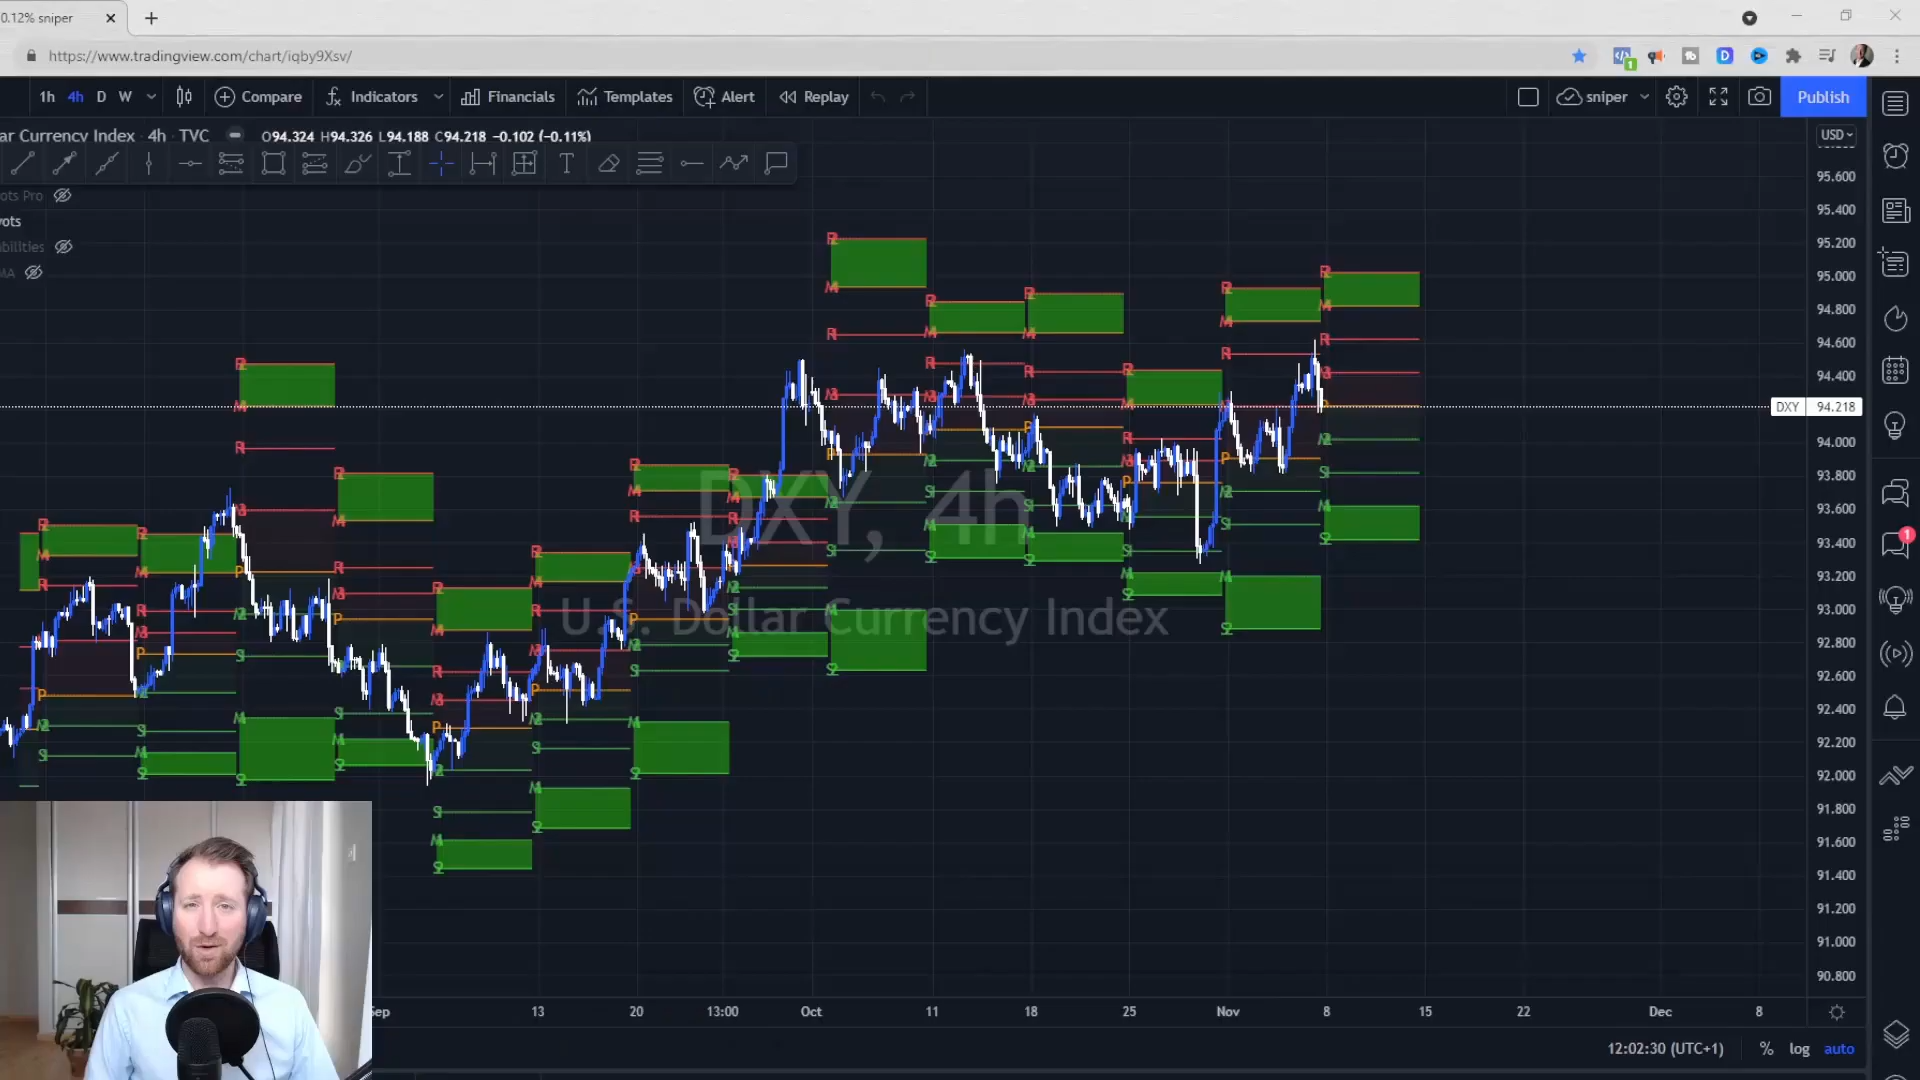 0.12% sniper
https://www.tradingview.com/chart/iqby9Xsv/
1h 4h D W Compare Indicators Financials Templates Alert Replay sniper Publish
ar Currency Index 4h TVC O94.324 H94.326 L94.188 C94.218 −0.102 (−0.11%)
USD
ots Pro
vots
abilities
MA
95.600
95.400
95.200
95.000
94.800
94.600
94.400
DXY 94.218
94.000
93.800
93.600
93.400
93.200
93.000
92.800
92.600
92.400
92.200
92.000
91.800
91.600
91.400
91.200
91.000
90.800
DXY, 4h
U.S. Dollar Currency Index
Sep 13 20 13:00 Oct 11 18 25 Nov 8 15 22 Dec 8
12:02:30 (UTC+1) % log auto